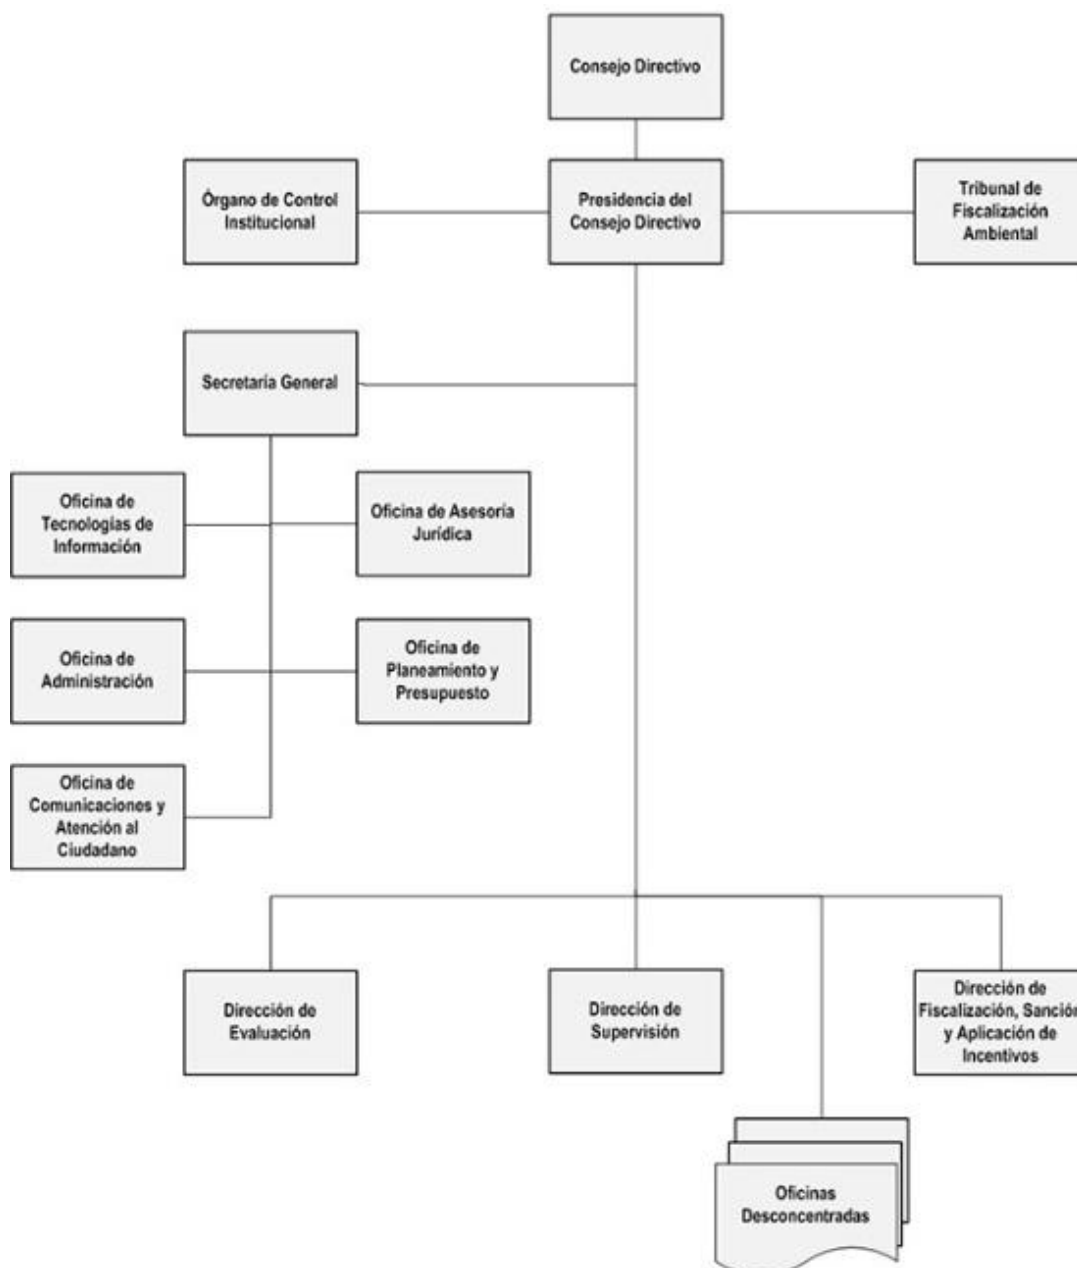 Consejo Directivo
Órgano de Control
Institucional
Presidencia del
Consejo Directivo
Tribunal de
Fiscalización
Ambiental
Secretaría General
Oficina de
Tecnologías de
Información
Oficina de Asesoría
Jurídica
Oficina de
Administración
Oficina de
Planeamiento y
Presupuesto
Oficina de
Comunicaciones y
Atención al
Ciudadano
Dirección de
Evaluación
Dirección de
Supervisión
Dirección de
Fiscalización, Sanción
y Aplicación de
Incentivos
Oficinas
Desconcentradas